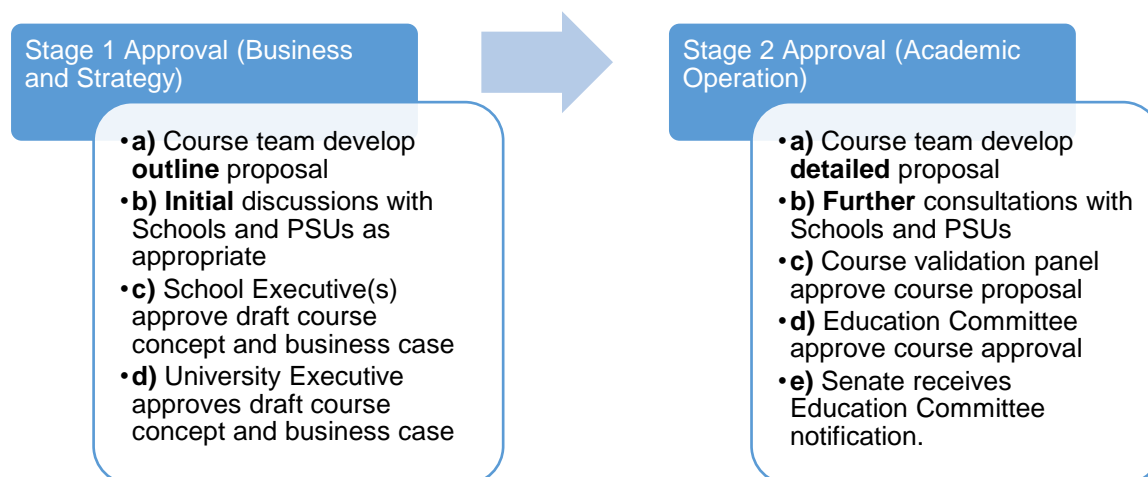 Stage 1 Approval (Business
and Strategy)
•a) Course team develop
outline proposal
•b) Initial discussions with
Schools and PSUs as
appropriate
•c) School Executive(s)
approve draft course
concept and business case
•d) University Executive
approves draft course
concept and business case
Stage 2 Approval (Academic
Operation)
•a) Course team develop
detailed proposal
•b) Further consultations with
Schools and PSUs
•c) Course validation panel
approve course proposal
•d) Education Committee
approve course approval
•e) Senate receives
Education Committee
notification.